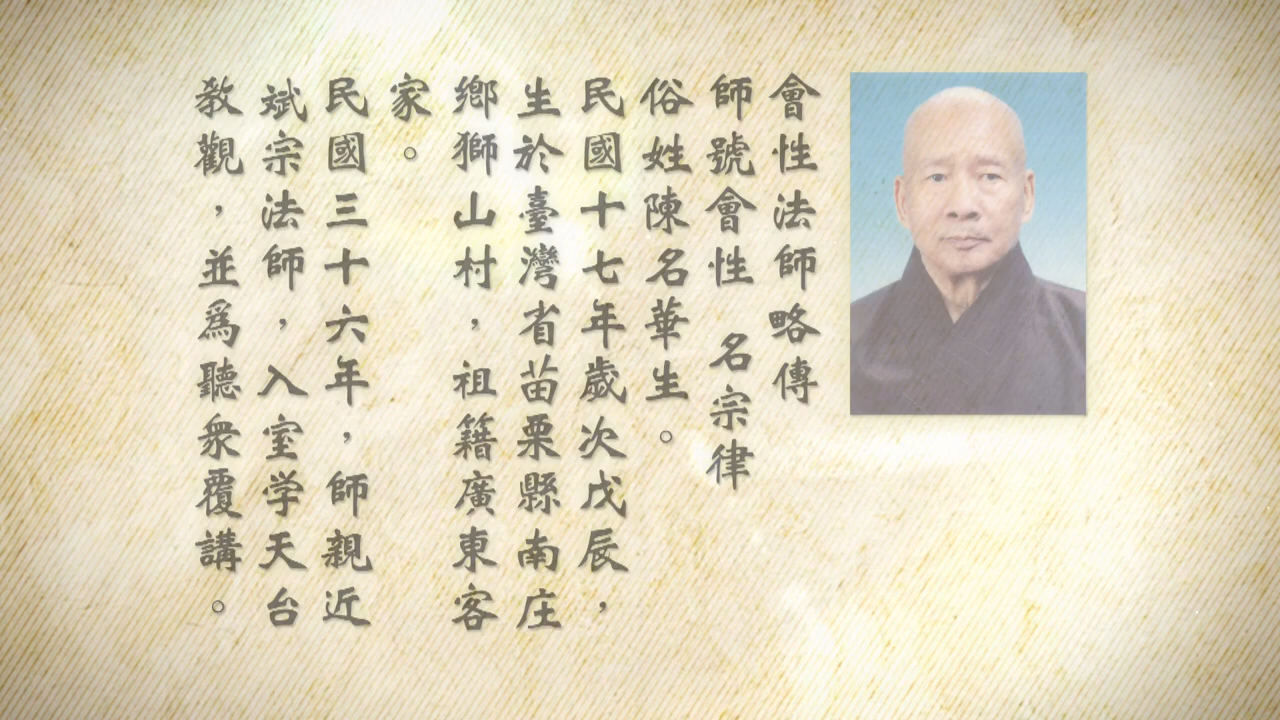 會性法師略傳
師號會性 名宗律
俗姓陳名華生。
民國十七年歲次戊辰，
生於臺灣省苗栗縣南庄
鄉獅山村，祖籍廣東客
家。
民國三十六年，師親近
斌宗法師，入室学天台
教觀，並為聽衆覆講。